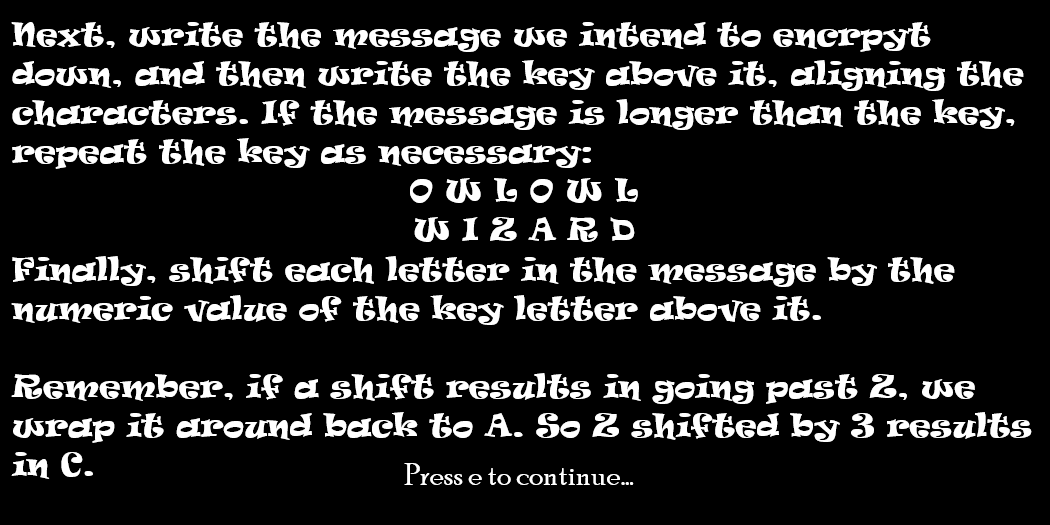 Next, write the message we intend to encrpyt
down, and then write the key above it, aligning the
characters. If the message is longer than the key,
repeat the key as necessary:
O W L O W L
W I Z A R D
Finally, shift each letter in the message by the
numeric value of the key letter above it.
Remember, if a shift results in going past Z, we
wrap it around back to A. So Z shifted by 3 results
in C.
Press e to continue...